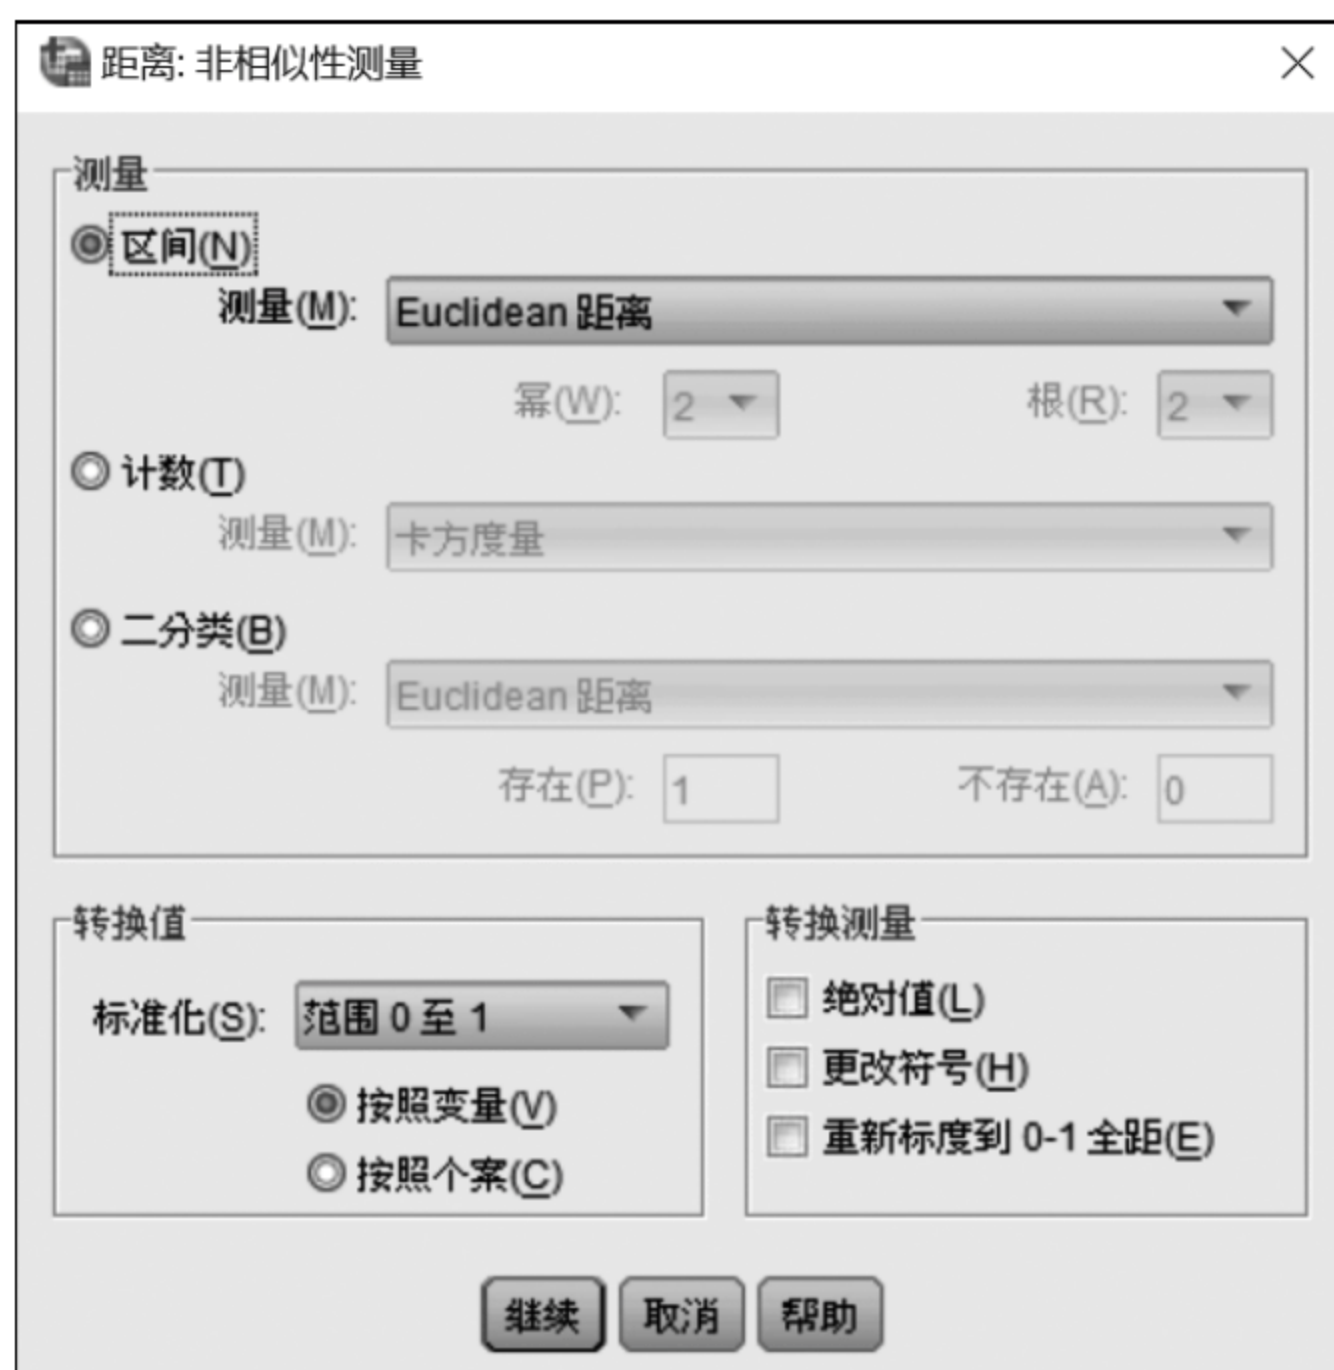 距离: 非相似性测量
测量
区间(N)
测量(M): Euclidean 距离
幂(W): 2 根(R): 2
计数(T)
测量(M): 卡方度量
二分类(B)
测量(M): Euclidean 距离
存在(P): 1 不存在(A): 0
转换值
标准化(S): 范围 0 至 1
按照变量(V)
按照个案(C)
转换测量
绝对值(L)
更改符号(H)
重新标度到 0-1 全距(E)
继续 取消 帮助